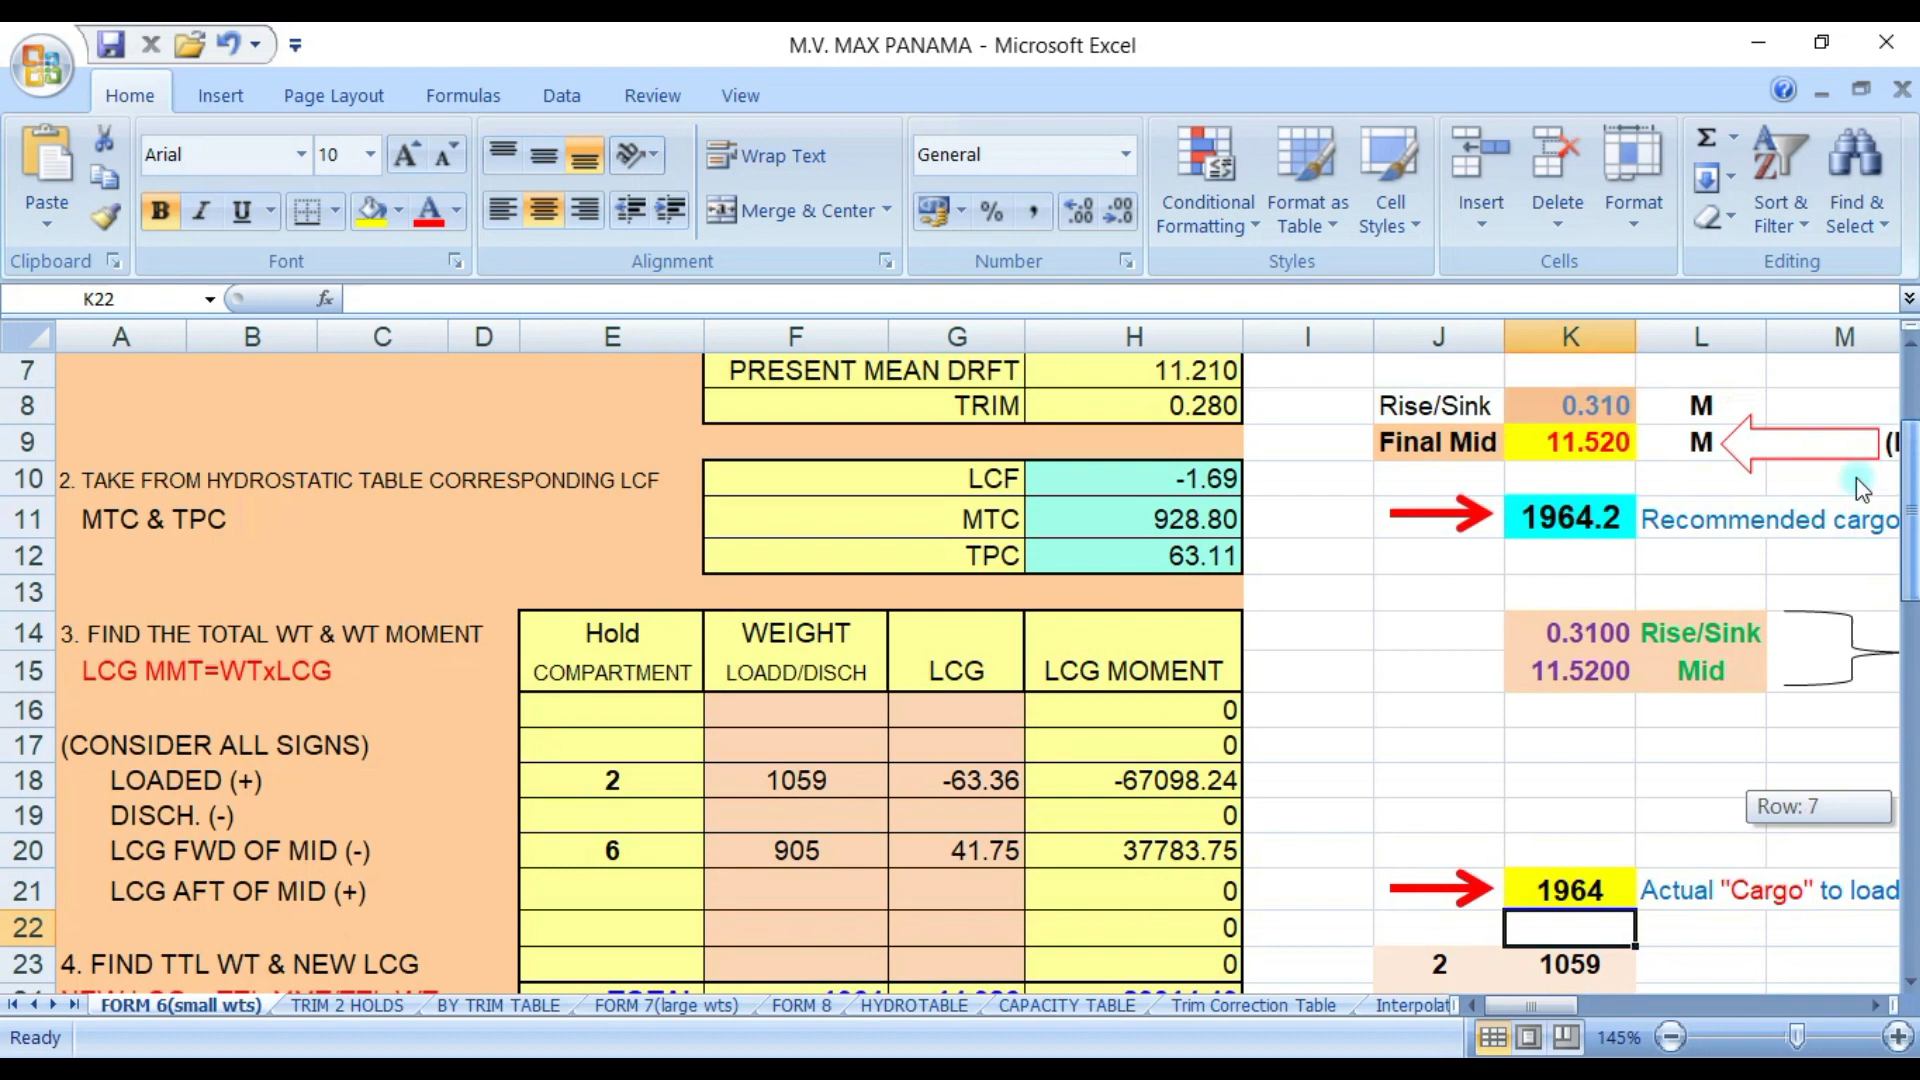 M.V. MAX PANAMA - Microsoft Excel
Home Insert Page Layout Formulas Data Review View
Paste
Clipboard
Arial 10
B I U A
Font
Wrap Text
Merge & Center
Alignment
General
% , .00 .0
Number
Conditional Formatting
Format as Table
Cell Styles
Styles
Insert Delete Format
Cells
Σ
Sort & Filter
Find & Select
Editing
K22 fx
A B C D E F G H I J K L M
7 PRESENT MEAN DRFT 11.210
8 TRIM 0.280 Rise/Sink 0.310 M
9 Final Mid 11.520 M
10 2. TAKE FROM HYDROSTATIC TABLE CORRESPONDING LCF LCF -1.69
11 MTC & TPC MTC 928.80 1964.2 Recommended cargo
12 TPC 63.11
13
14 3. FIND THE TOTAL WT & WT MOMENT Hold WEIGHT 0.3100 Rise/Sink
15 LCG MMT=WTxLCG COMPARTMENT LOADD/DISCH LCG LCG MOMENT 11.5200 Mid
16 0
17 (CONSIDER ALL SIGNS) 0
18 LOADED (+) 2 1059 -63.36 -67098.24
19 DISCH. (-) 0
20 LCG FWD OF MID (-) 6 905 41.75 37783.75
21 LCG AFT OF MID (+) 0 1964 Actual "Cargo" to load
22 0
23 4. FIND TTL WT & NEW LCG 0 2 1059
Row: 7
FORM 6(small wts) TRIM 2 HOLDS BY TRIM TABLE FORM 7(large wts) FORM 8 HYDROTABLE CAPACITY TABLE Trim Correction Table Interpolat
Ready 145%